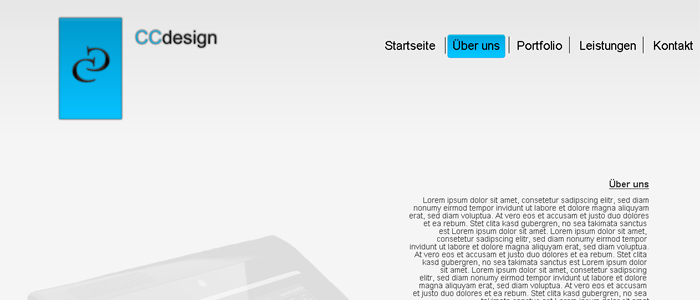 CCdesign
Startseite
Über uns
Portfolio
Leistungen
Kontakt
Über uns
Lorem ipsum dolor sit amet, consetetur sadipscing elitr, sed diam
nonumy eirmod tempor invidunt ut labore et dolore magna aliquyam
erat, sed diam voluptua. At vero eos et accusam et justo duo dolores
et ea rebum. Stet clita kasd gubergren, no sea takimata sanctus
est Lorem ipsum dolor sit amet. Lorem ipsum dolor sit amet,
consetetur sadipscing elitr, sed diam nonumy eirmod tempor
invidunt ut labore et dolore magna aliquyam erat, sed diam voluptua.
At vero eos et accusam et justo duo dolores et ea rebum. Stet clita
kasd gubergren, no sea takimata sanctus est Lorem ipsum dolor
sit amet. Lorem ipsum dolor sit amet, consetetur sadipscing
elitr, sed diam nonumy eirmod tempor invidunt ut labore et dolore
magna aliquyam erat, sed diam voluptua. At vero eos et accusam
et justo duo dolores et ea rebum. Stet clita kasd gubergren, no sea